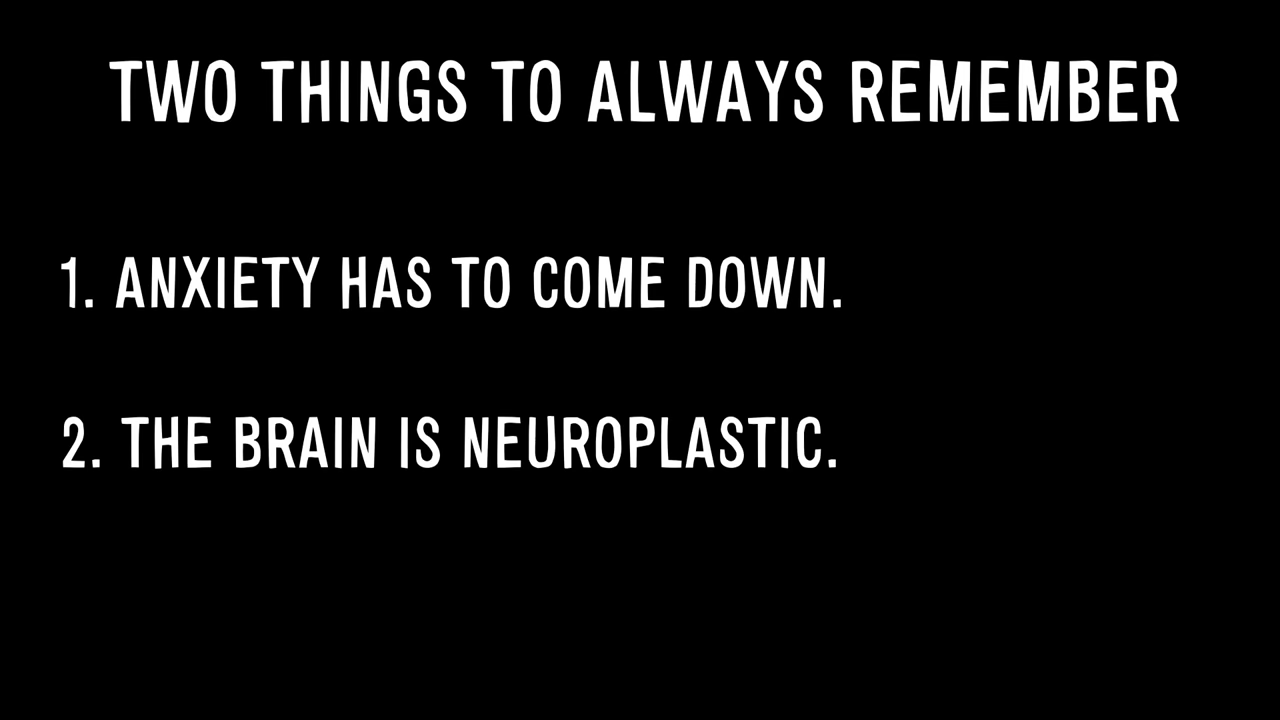 TWO THINGS TO ALWAYS REMEMBER
1. ANXIETY HAS TO COME DOWN.
2. THE BRAIN IS NEUROPLASTIC.